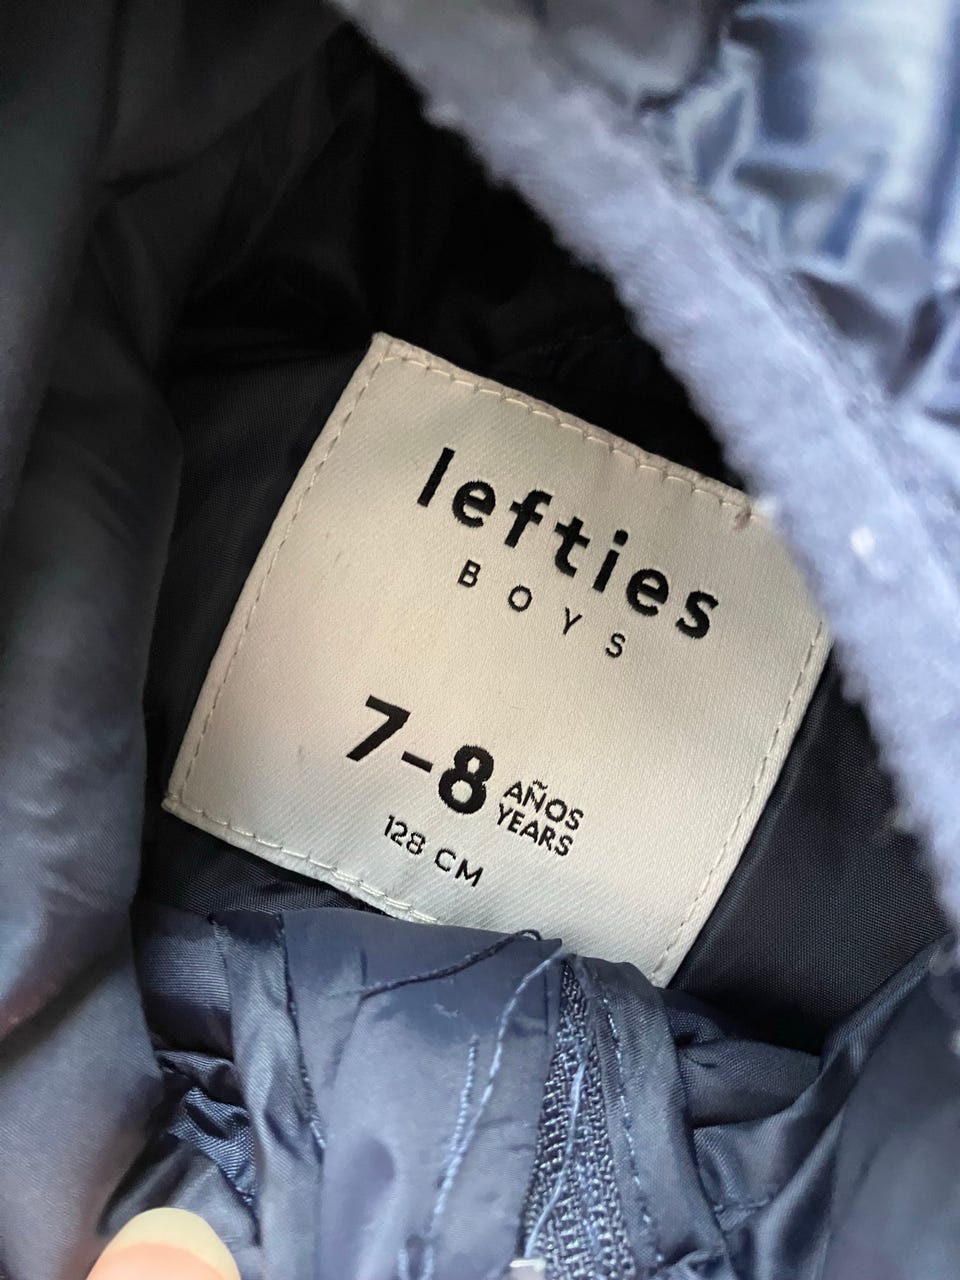 lefties
BOYS
7-8 AÑOS
YEARS
128 CM